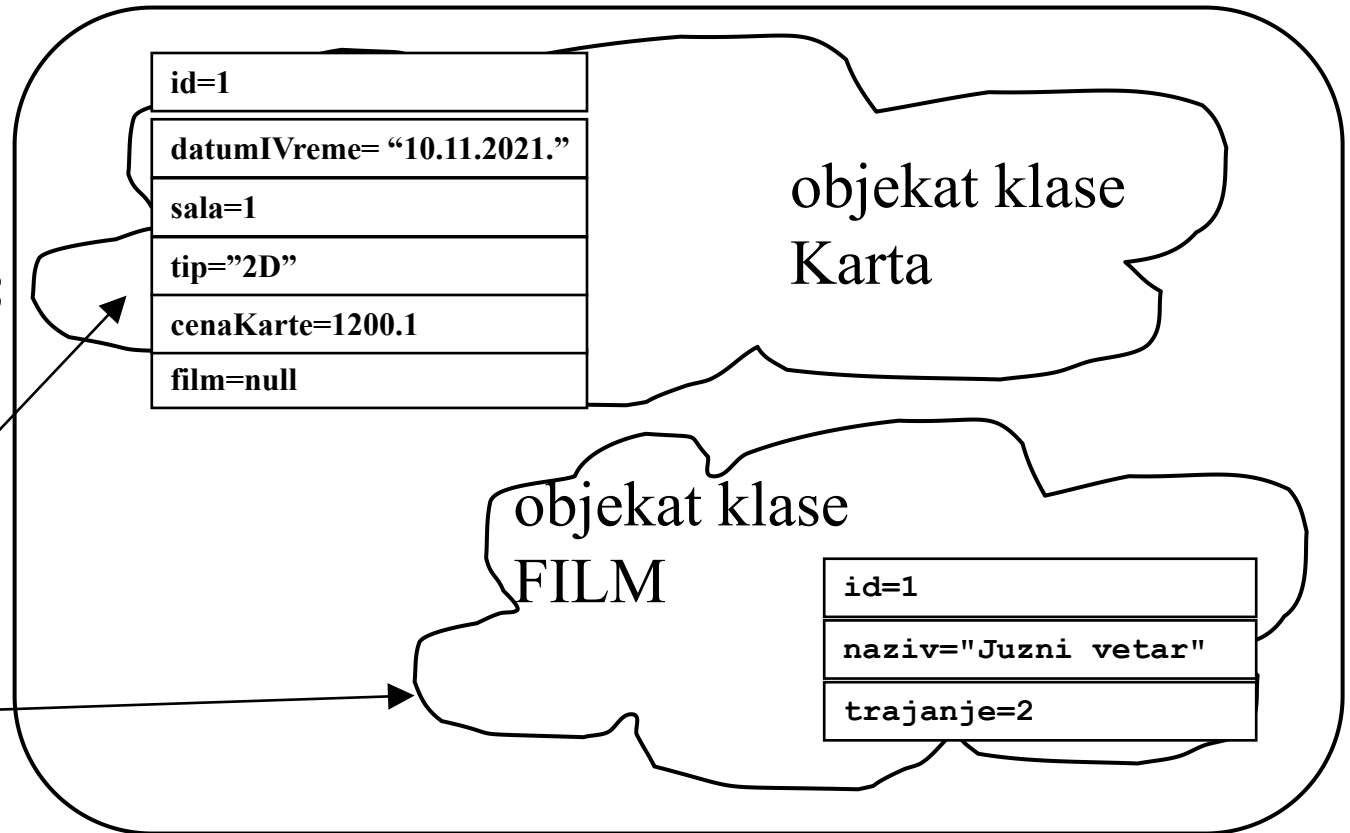 id=1
datumIVreme= “10.11.2021.”
sala=1
tip=”2D”
cenaKarte=1200.1
film=null
objekat klase
Karta
objekat klase
FILM
id=1
naziv="Juzni vetar"
trajanje=2